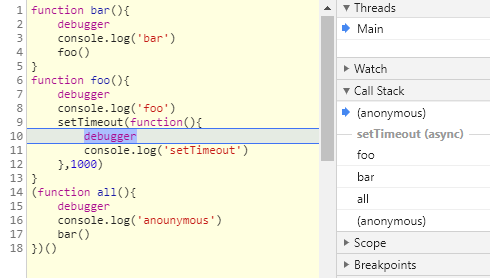 1 function bar(){
2 debugger
3 console.log('bar')
4 foo()
5 }
6 function foo(){
7 debugger
8 console.log('foo')
9 setTimeout(function(){
10 debugger
11 console.log('setTimeout')
12 },1000)
13 }
14 (function all(){
15 debugger
16 console.log('anounymous')
17 bar()
18 })()
Threads
Main
Watch
Call Stack
(anonymous)
setTimeout (async)
foo
bar
all
(anonymous)
Scope
Breakpoints